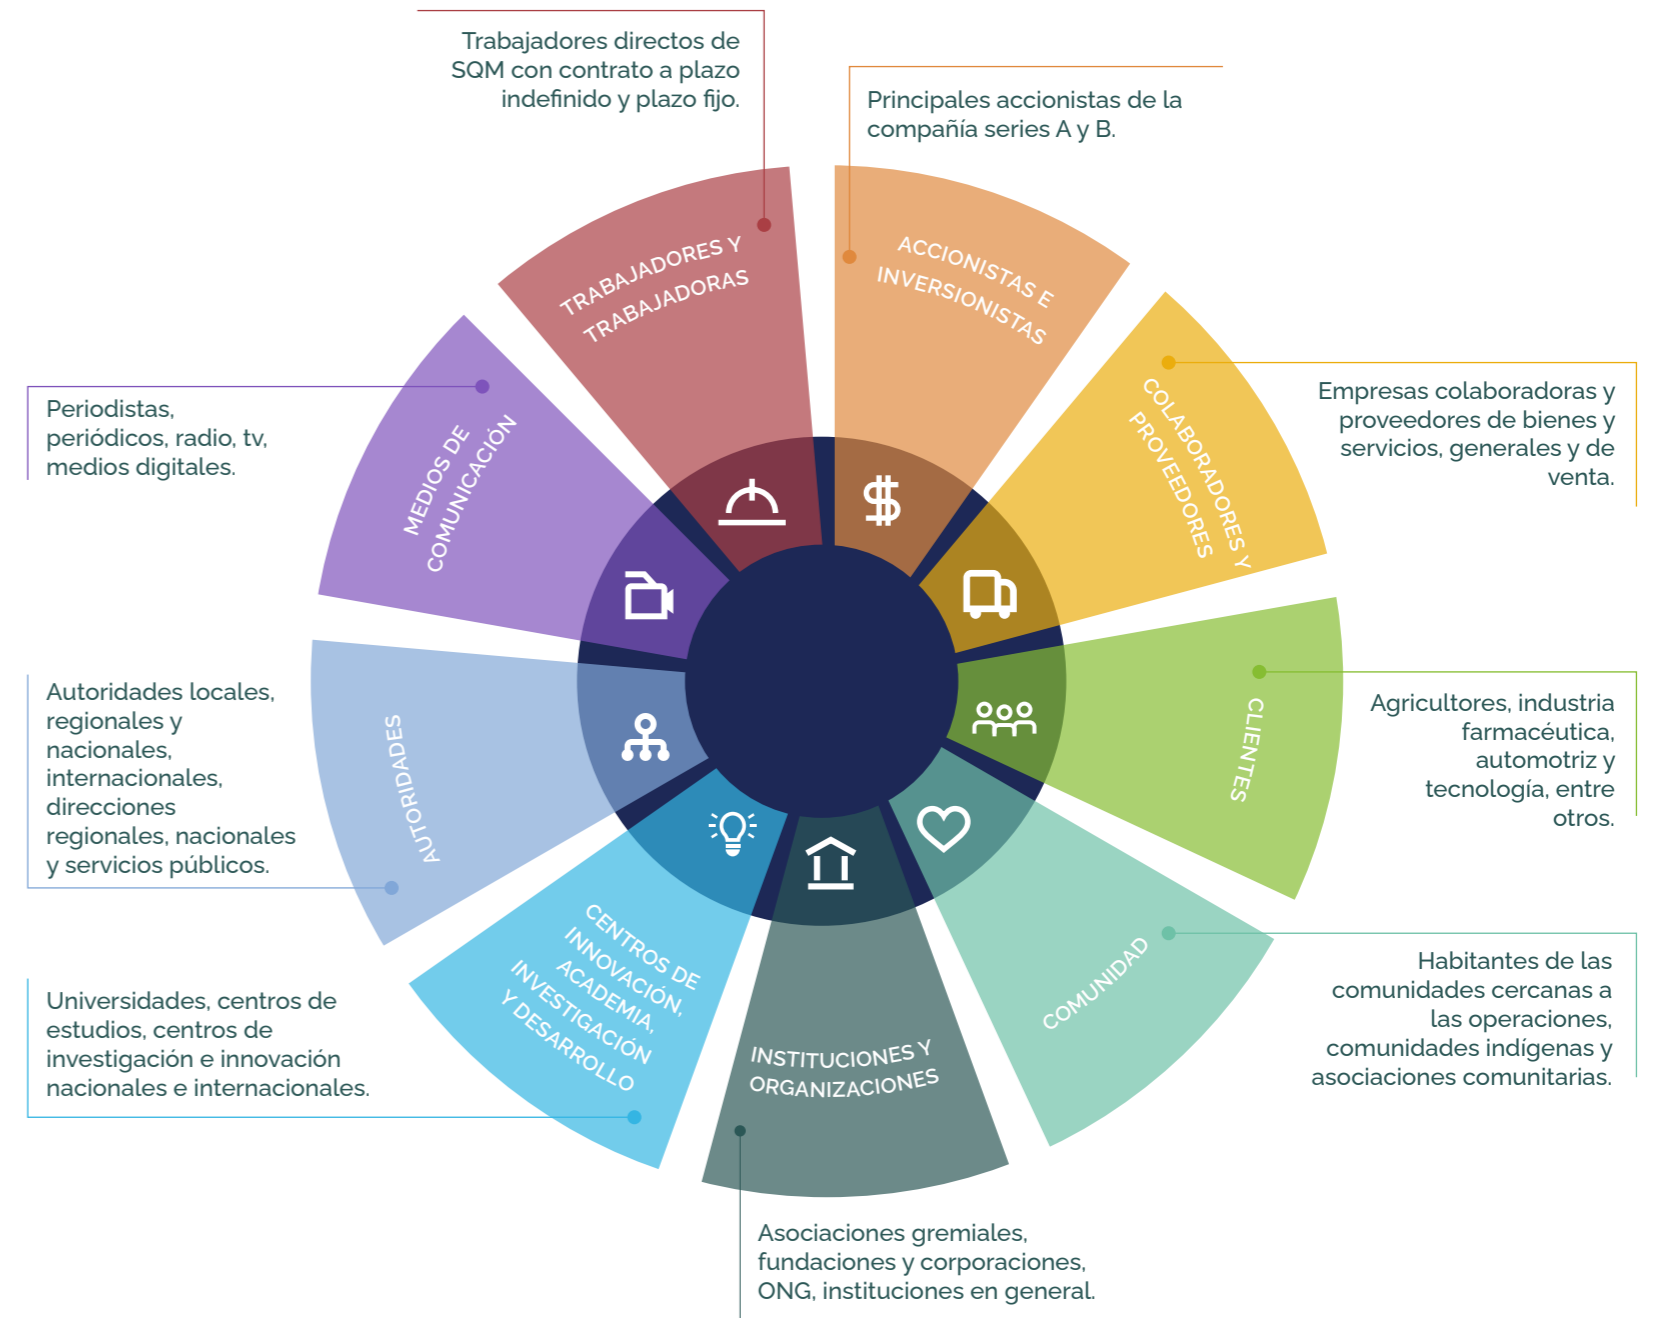 Trabajadores directos de
SQM con contrato a plazo
indefinido y plazo fijo.
TRABAJADORES Y
TRABAJADORAS
Principales accionistas de la
compañía series A y B.
ACCIONISTAS E
INVERSIONISTAS
Empresas colaboradoras y
proveedores de bienes y
servicios, generales y de
venta.
COLABORADORES Y
PROVEEDORES
Agricultores, industria
farmacéutica,
automotriz y
tecnología, entre
otros.
CLIENTES
Habitantes de las
comunidades cercanas a
las operaciones,
comunidades indígenas y
asociaciones comunitarias.
COMUNIDAD
INSTITUCIONES Y
ORGANIZACIONES
Asociaciones gremiales,
fundaciones y corporaciones,
ONG, instituciones en general.
CENTROS DE
INNOVACIÓN,
ACADEMIA,
INVESTIGACIÓN
Y DESARROLLO
Universidades, centros de
estudios, centros de
investigación e innovación
nacionales e internacionales.
AUTORIDADES
Autoridades locales,
regionales y
nacionales,
internacionales,
direcciones
regionales, nacionales
y servicios públicos.
MEDIOS DE
COMUNICACIÓN
Periodistas,
periódicos, radio, tv,
medios digitales.